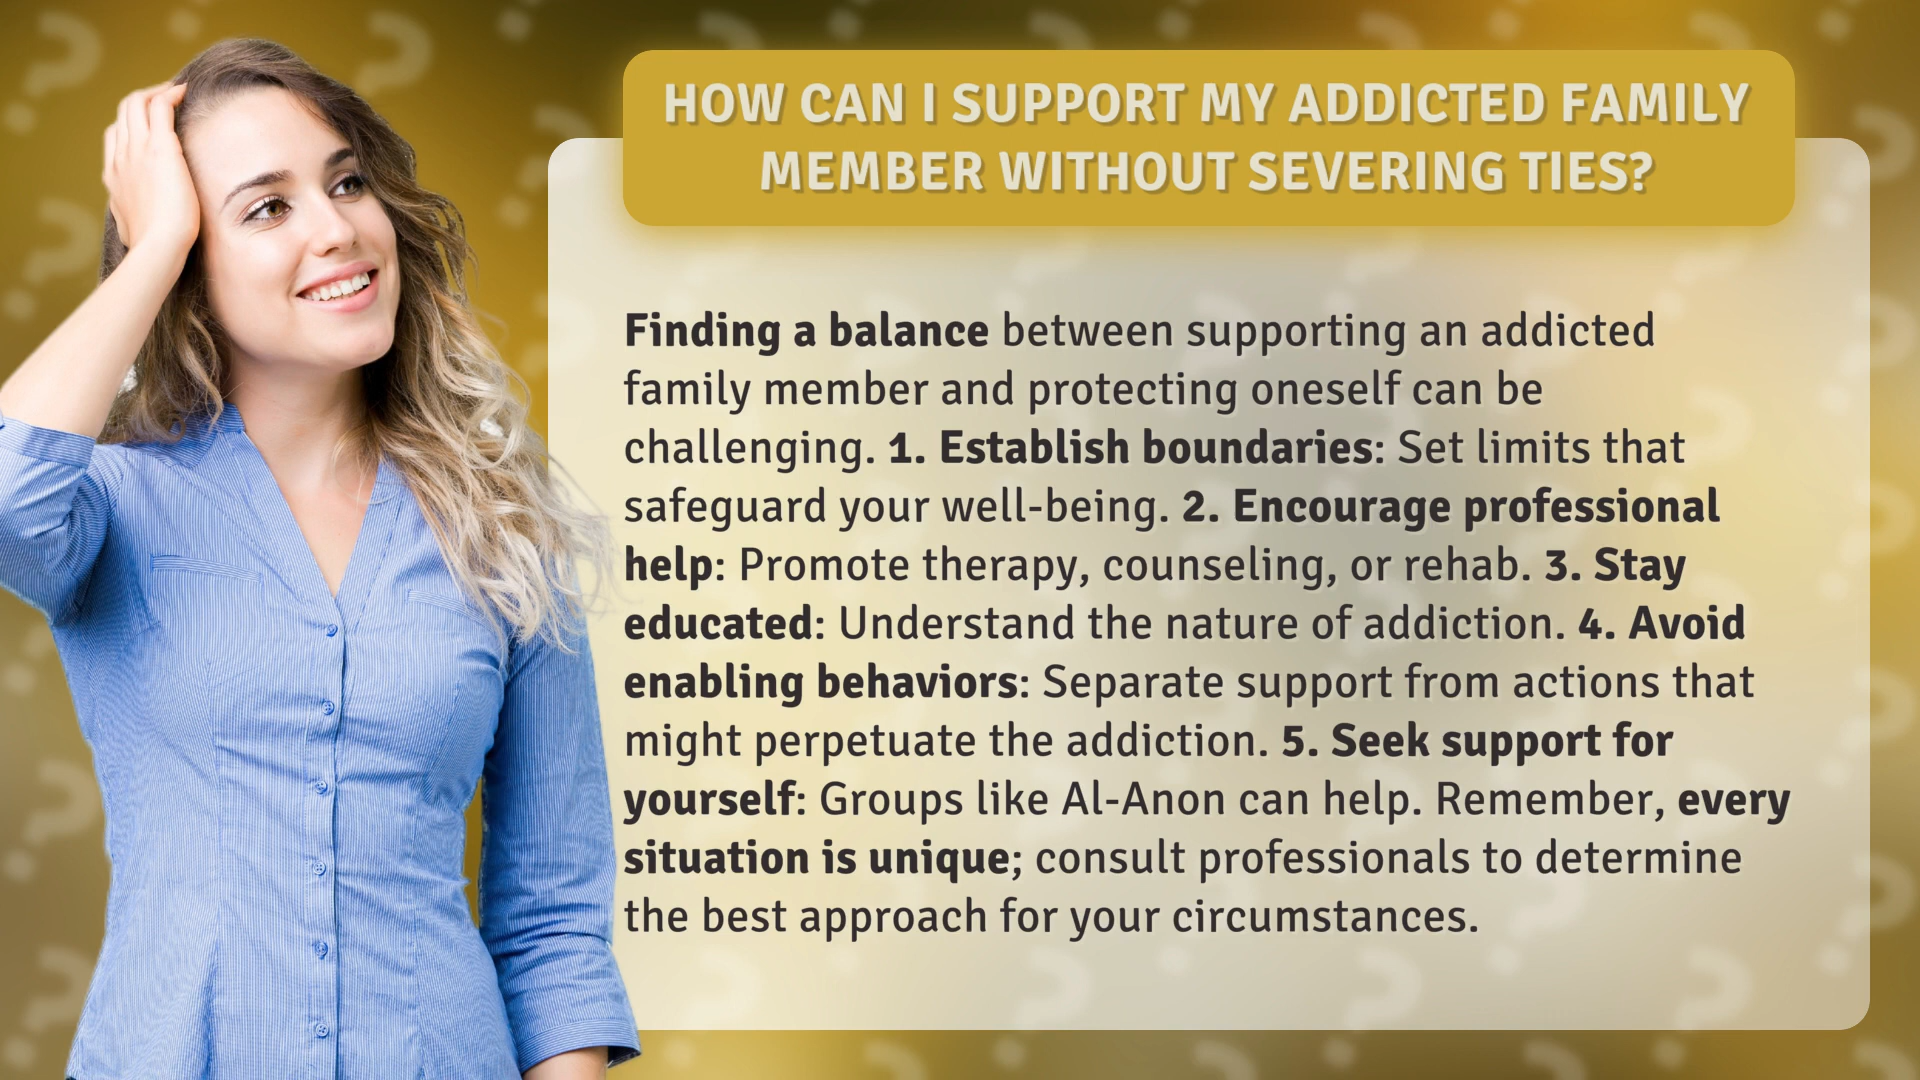 HOW CAN I SUPPORT MY ADDICTED FAMILY
MEMBER WITHOUT SEVERING TIES?
Finding a balance between supporting an addicted
family member and protecting oneself can be
challenging. 1. Establish boundaries: Set limits that
safeguard your well-being. 2. Encourage professional
help: Promote therapy, counseling, or rehab. 3. Stay
educated: Understand the nature of addiction. 4. Avoid
enabling behaviors: Separate support from actions that
might perpetuate the addiction. 5. Seek support for
yourself: Groups like Al-Anon can help. Remember, every
situation is unique; consult professionals to determine
the best approach for your circumstances.